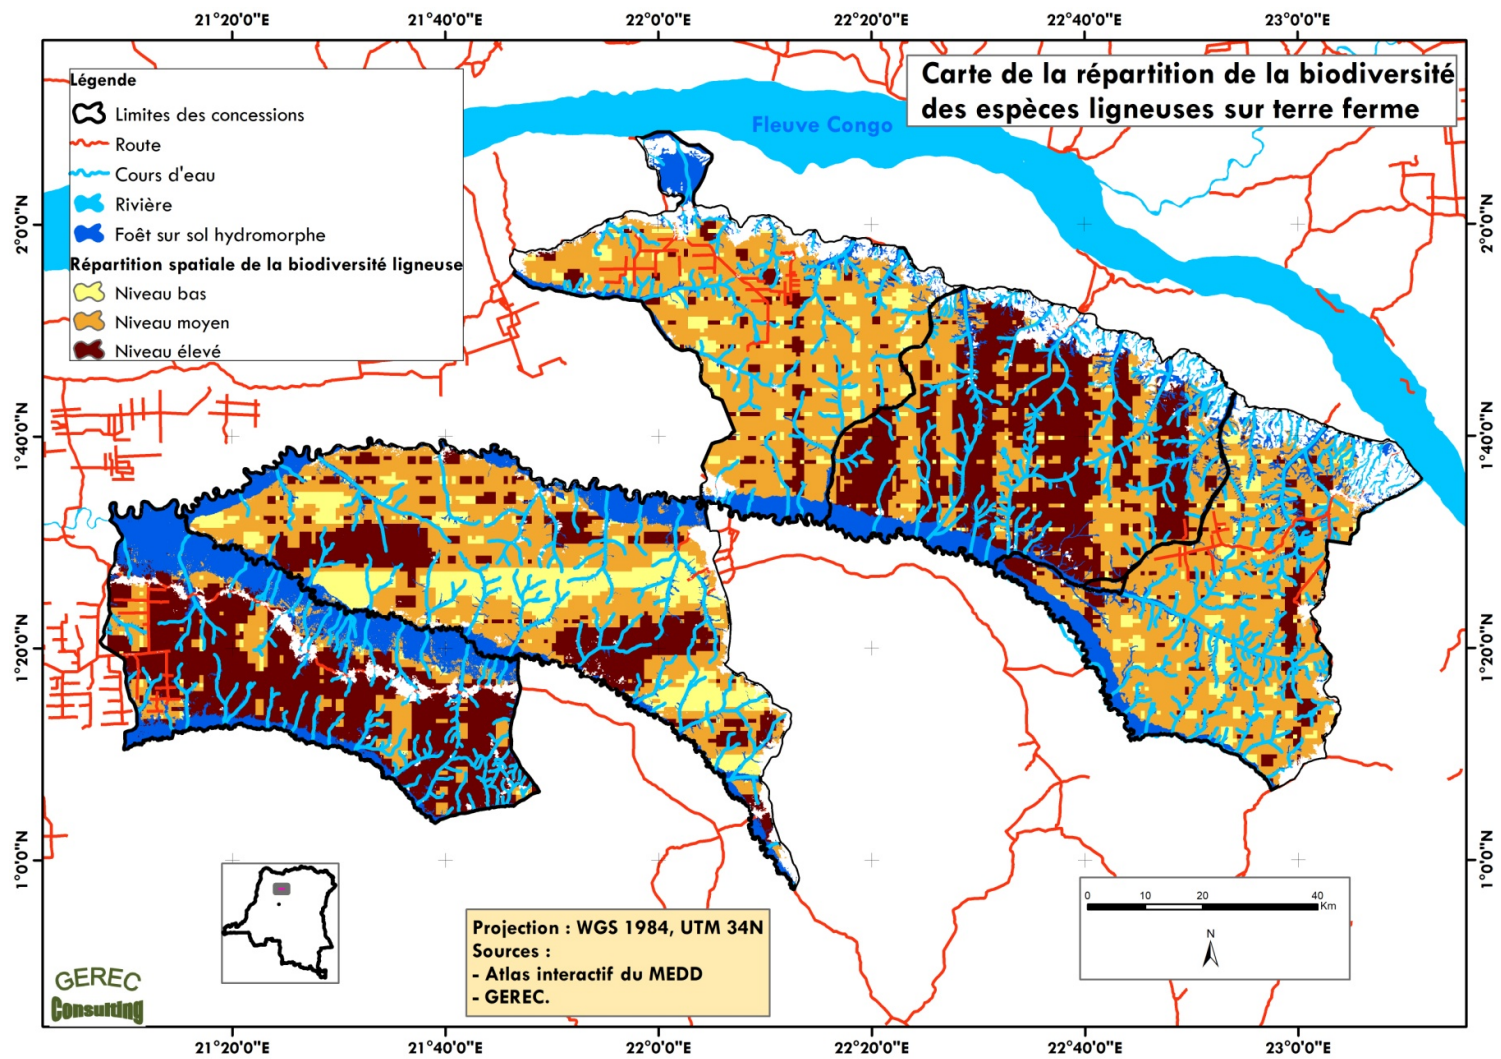 21°20'0"E
21°40'0"E
22°0'0"E
22°20'0"E
22°40'0"E
23°0'0"E
Carte de la répartition de la biodiversité
des espèces ligneuses sur terre ferme
Légende
Limites des concessions
Route
Cours d'eau
Rivière
Foêt sur sol hydromorphe
Répartition spatiale de la biodiversité ligneuse
Niveau bas
Niveau moyen
Niveau élevé
Fleuve Congo
2°0'0"N
2°0'0"N
1°40'0"N
1°40'0"N
1°20'0"N
1°20'0"N
1°0'0"N
1°0'0"N
0 10 20 40
Km
N
Projection : WGS 1984, UTM 34N
Sources :
- Atlas interactif du MEDD
- GEREC.
GEREC
Consulting
21°20'0"E
21°40'0"E
22°0'0"E
22°20'0"E
22°40'0"E
23°0'0"E